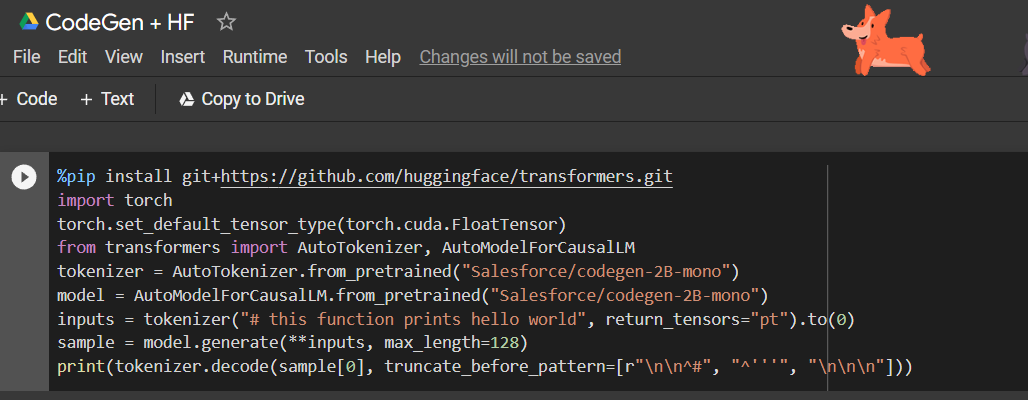 CodeGen + HF
File Edit View Insert Runtime Tools Help Changes will not be saved
+ Code + Text Copy to Drive
%pip install git+https://github.com/huggingface/transformers.git
import torch
torch.set_default_tensor_type(torch.cuda.FloatTensor)
from transformers import AutoTokenizer, AutoModelForCausalLM
tokenizer = AutoTokenizer.from_pretrained("Salesforce/codegen-2B-mono")
model = AutoModelForCausalLM.from_pretrained("Salesforce/codegen-2B-mono")
inputs = tokenizer("# this function prints hello world", return_tensors="pt").to(0)
sample = model.generate(**inputs, max_length=128)
print(tokenizer.decode(sample[0], truncate_before_pattern=[r"\n\n^#", "^'''", "\n\n\n"]))